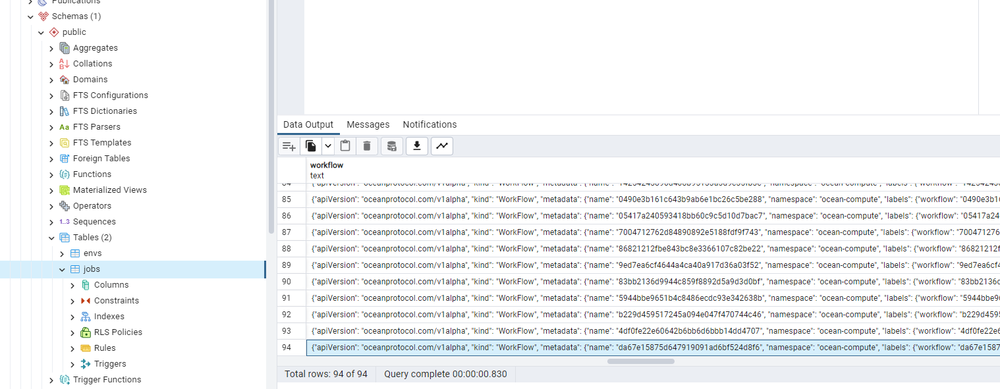 Publications
Schemas (1)
public
Aggregates
Collations
Domains
FTS Configurations
FTS Dictionaries
Aa FTS Parsers
FTS Templates
Foreign Tables
Functions
Materialized Views
Operators
1..3 Sequences
Tables (2)
envs
jobs
Columns
Constraints
Indexes
RLS Policies
Rules
Triggers
Trigger Functions
Data Output Messages Notifications
workflow
text
85 {"apiVersion": "oceanprotocol.com/v1alpha", "kind": "WorkFlow", "metadata": {"name": "0490e3b161c643b9ab6e1bc26c5be288", "namespace": "ocean-compute", "labels": {"workflow": "0490e3b1
86 {"apiVersion": "oceanprotocol.com/v1alpha", "kind": "WorkFlow", "metadata": {"name": "05417a240593418bb60c9c5d10d7bac7", "namespace": "ocean-compute", "labels": {"workflow": "05417a24
87 {"apiVersion": "oceanprotocol.com/v1alpha", "kind": "WorkFlow", "metadata": {"name": "7004712762d84890892e5188fdf9f743", "namespace": "ocean-compute", "labels": {"workflow": "70047127
88 {"apiVersion": "oceanprotocol.com/v1alpha", "kind": "WorkFlow", "metadata": {"name": "86821212fbe843bc8e3366107c82be22", "namespace": "ocean-compute", "labels": {"workflow": "86821212f
89 {"apiVersion": "oceanprotocol.com/v1alpha", "kind": "WorkFlow", "metadata": {"name": "9ed7ea6cf4644a4ca40a917d36a03f52", "namespace": "ocean-compute", "labels": {"workflow": "9ed7ea6cf4
90 {"apiVersion": "oceanprotocol.com/v1alpha", "kind": "WorkFlow", "metadata": {"name": "83bb2136d9944c859f8892d5a9d3d0bf", "namespace": "ocean-compute", "labels": {"workflow": "83bb2136d
91 {"apiVersion": "oceanprotocol.com/v1alpha", "kind": "WorkFlow", "metadata": {"name": "5944bbe9651b4c8486ecdc93e342638b", "namespace": "ocean-compute", "labels": {"workflow": "5944bbe9
92 {"apiVersion": "oceanprotocol.com/v1alpha", "kind": "WorkFlow", "metadata": {"name": "b229d459517245a094e047f470744c46", "namespace": "ocean-compute", "labels": {"workflow": "b229d459
93 {"apiVersion": "oceanprotocol.com/v1alpha", "kind": "WorkFlow", "metadata": {"name": "4df0fe22e60642b6bb6d6bbb14dd4707", "namespace": "ocean-compute", "labels": {"workflow": "4df0fe22e6
94 {"apiVersion": "oceanprotocol.com/v1alpha", "kind": "WorkFlow", "metadata": {"name": "da67e15875d647919091ad6bf524d8f6", "namespace": "ocean-compute", "labels": {"workflow": "da67e1587
Total rows: 94 of 94 Query complete 00:00:00.830